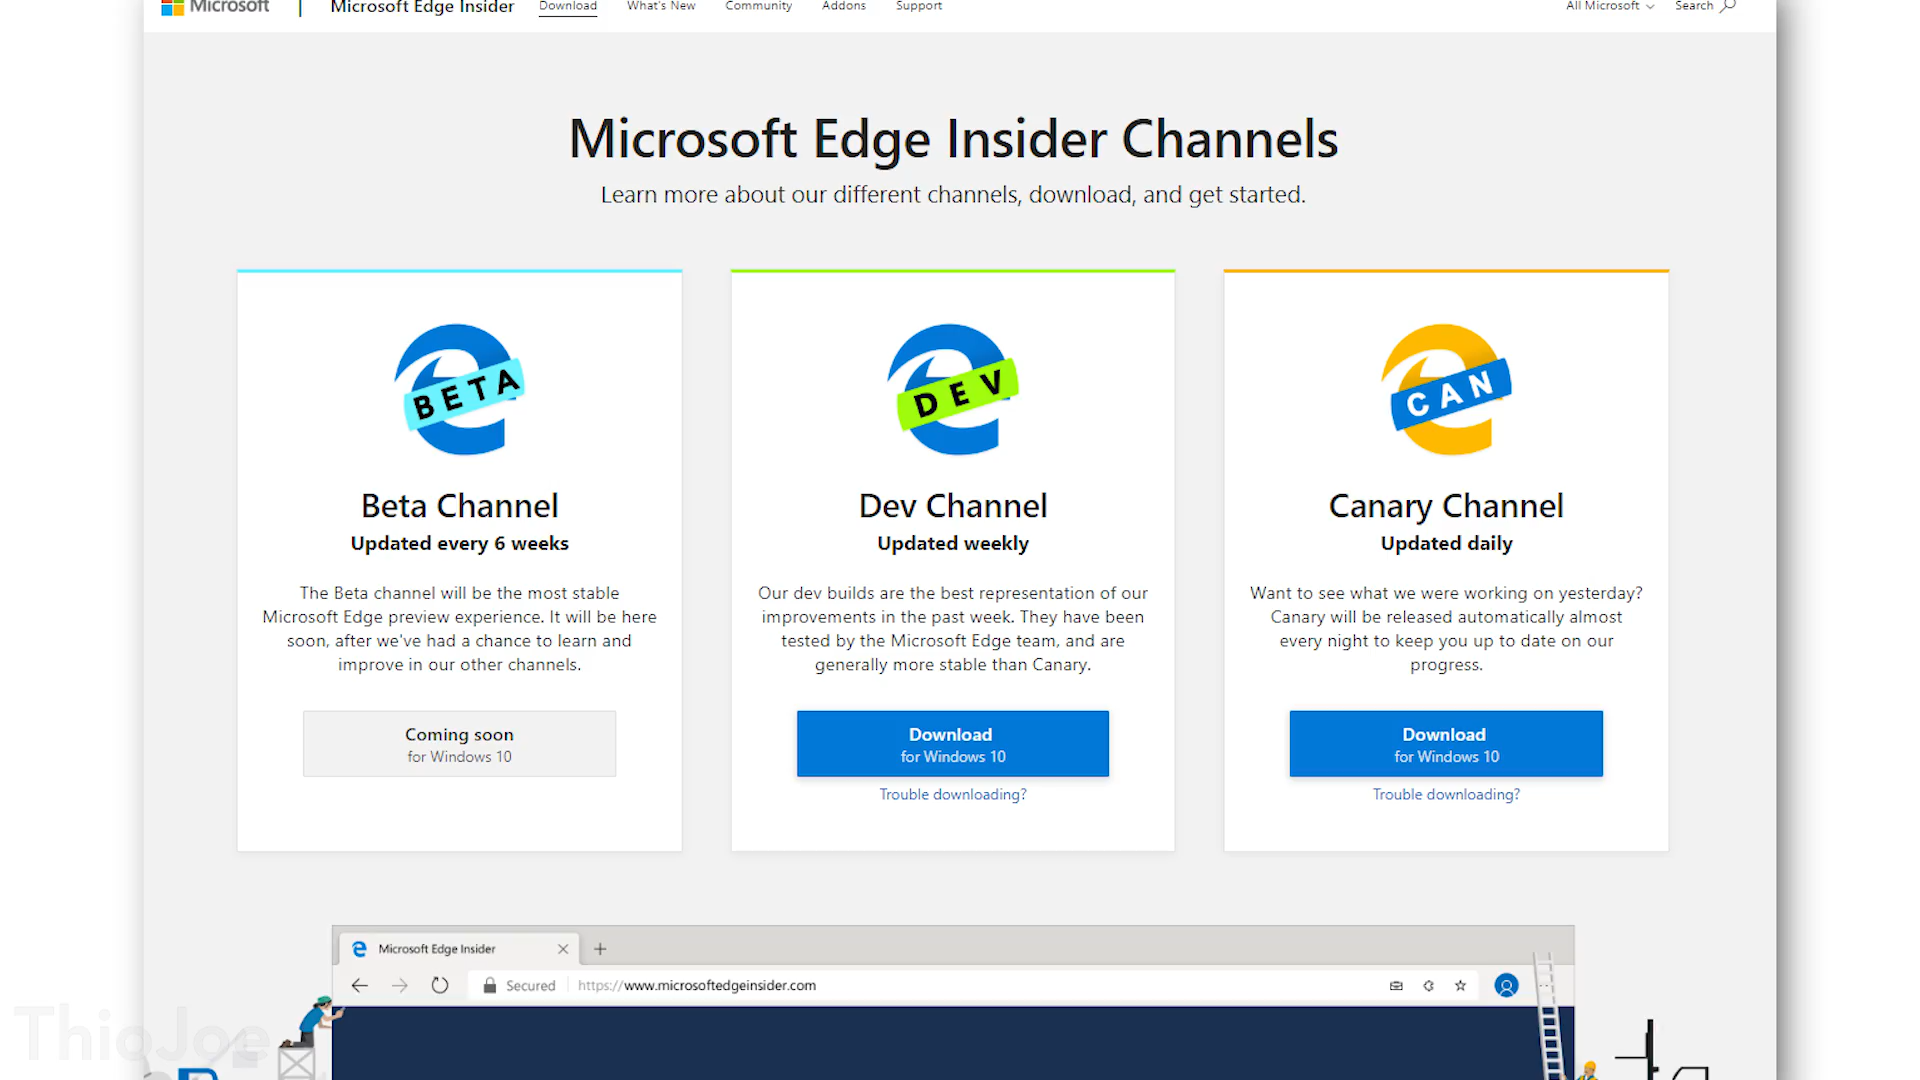 Microsoft | Microsoft Edge Insider Download What's New Community Addons Support All Microsoft Search
Microsoft Edge Insider Channels
Learn more about our different channels, download, and get started.
BETA
Beta Channel
Updated every 6 weeks
The Beta channel will be the most stable
Microsoft Edge preview experience. It will be here
soon, after we've had a chance to learn and
improve in our other channels.
Coming soon
for Windows 10
DEV
Dev Channel
Updated weekly
Our dev builds are the best representation of our
improvements in the past week. They have been
tested by the Microsoft Edge team, and are
generally more stable than Canary.
Download
for Windows 10
Trouble downloading?
CAN
Canary Channel
Updated daily
Want to see what we were working on yesterday?
Canary will be released automatically almost
every night to keep you up to date on our
progress.
Download
for Windows 10
Trouble downloading?
Microsoft Edge Insider
Secured https://www.microsoftedgeinsider.com
ThioJoe